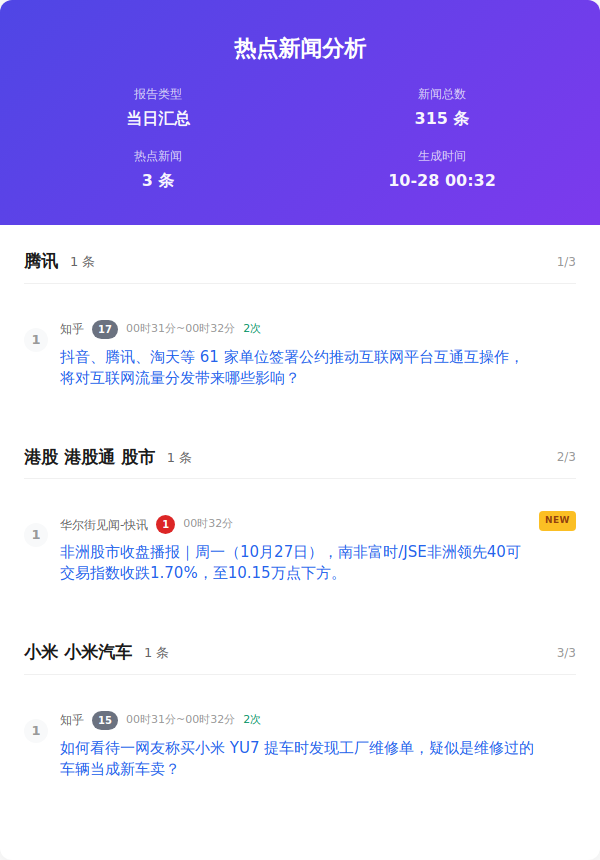 热点新闻分析
报告类型
新闻总数
当日汇总
315 条
热点新闻
生成时间
3 条
10-28 00:32
腾讯 1 条 1/3
1
知乎 17 00时31分~00时32分 2次
抖音、腾讯、淘天等 61 家单位签署公约推动互联网平台互通互操作，
将对互联网流量分发带来哪些影响？
港股 港股通 股市 1 条 2/3
1
华尔街见闻-快讯 1 00时32分 NEW
非洲股市收盘播报｜周一（10月27日），南非富时/JSE非洲领先40可
交易指数收跌1.70%，至10.15万点下方。
小米 小米汽车 1 条 3/3
1
知乎 15 00时31分~00时32分 2次
如何看待一网友称买小米 YU7 提车时发现工厂维修单，疑似是维修过的
车辆当成新车卖？